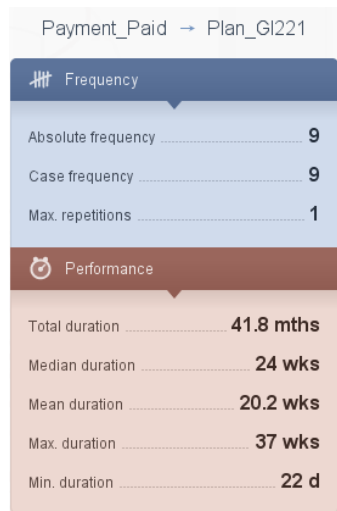 Payment_Paid → Plan_GI221
Frequency
Absolute frequency 9
Case frequency 9
Max. repetitions 1
Performance
Total duration 41.8 mths
Median duration 24 wks
Mean duration 20.2 wks
Max. duration 37 wks
Min. duration 22 d